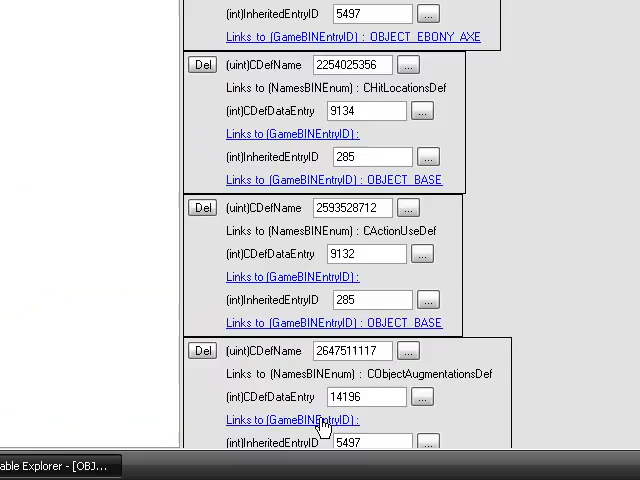 (int)InheritedEntryID 5497 ...
Links to (GameBINEntryID) : OBJECT_EBONY_AXE
Del (uint)CDefName 2254025356 ...
Links to (NamesBINEnum) : CHitLocationsDef
(int)CDefDataEntry 9134 ...
Links to (GameBINEntryID) :
(int)InheritedEntryID 285 ...
Links to (GameBINEntryID) : OBJECT_BASE
Del (uint)CDefName 2593528712 ...
Links to (NamesBINEnum) : CActionUseDef
(int)CDefDataEntry 9132 ...
Links to (GameBINEntryID) :
(int)InheritedEntryID 285 ...
Links to (GameBINEntryID) : OBJECT_BASE
Del (uint)CDefName 2647511117 ...
Links to (NamesBINEnum) : CObjectAugmentationsDef
(int)CDefDataEntry 14196 ...
Links to (GameBINEntryID) :
(int)InheritedEntryID 5497 ...
able Explorer - [OBJ...